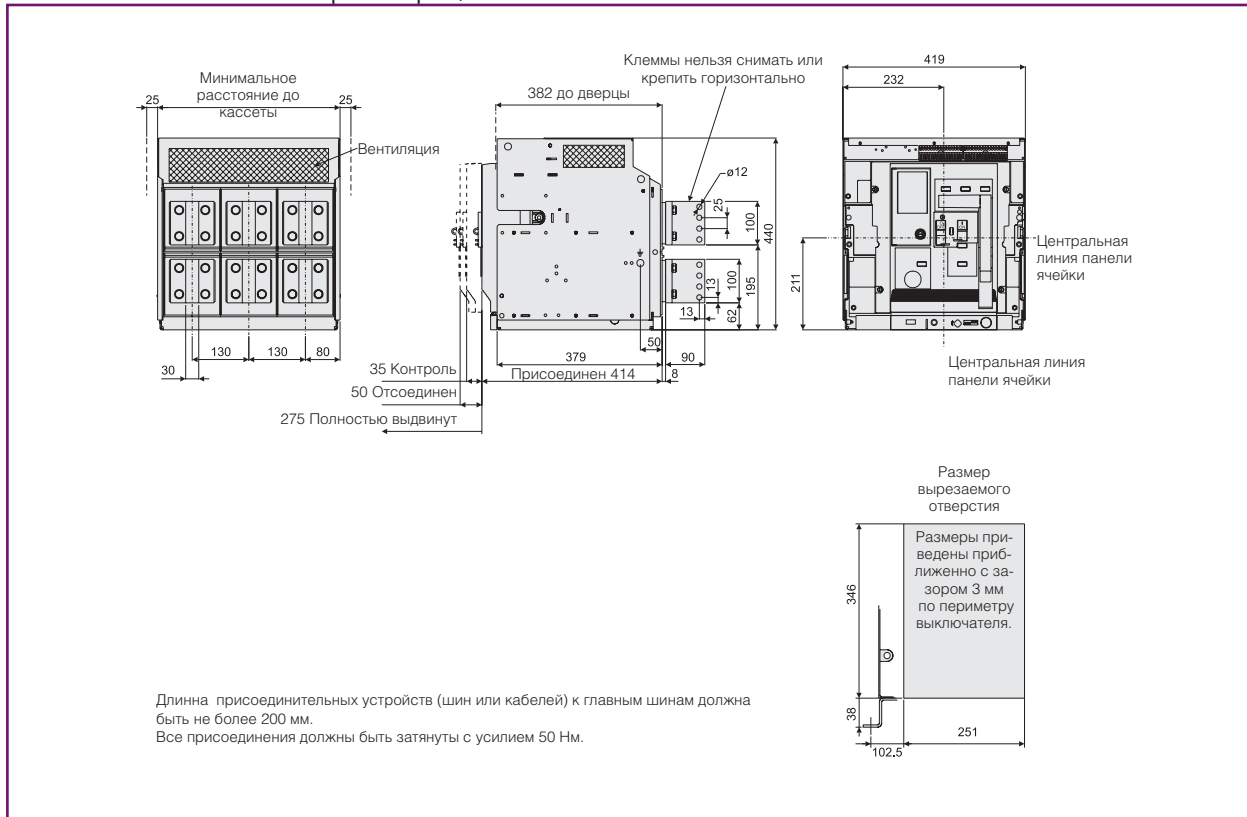 Минимальное
расстояние до
кассеты
25
25
Вентиляция
130
130
80
30
Клеммы нельзя снимать или
крепить горизонтально
382 до дверцы
ø12
25
100
440
100
195
13
13
62
50
379
90
35 Контроль
Присоединен 414
8
50 Отсоединен
275 Полностью выдвинут
419
232
211
Центральная
линия панели
ячейки
Центральная линия
панели ячейки
Размер
вырезаемого
отверстия
Размеры при-
ведены приб-
лиженно с за-
зором 3 мм
по периметру
выключателя.
346
38
102.5
251
Длинна присоединительных устройств (шин или кабелей) к главным шинам должна
быть не более 200 мм.
Все присоединения должны быть затянуты с усилием 50 Нм.